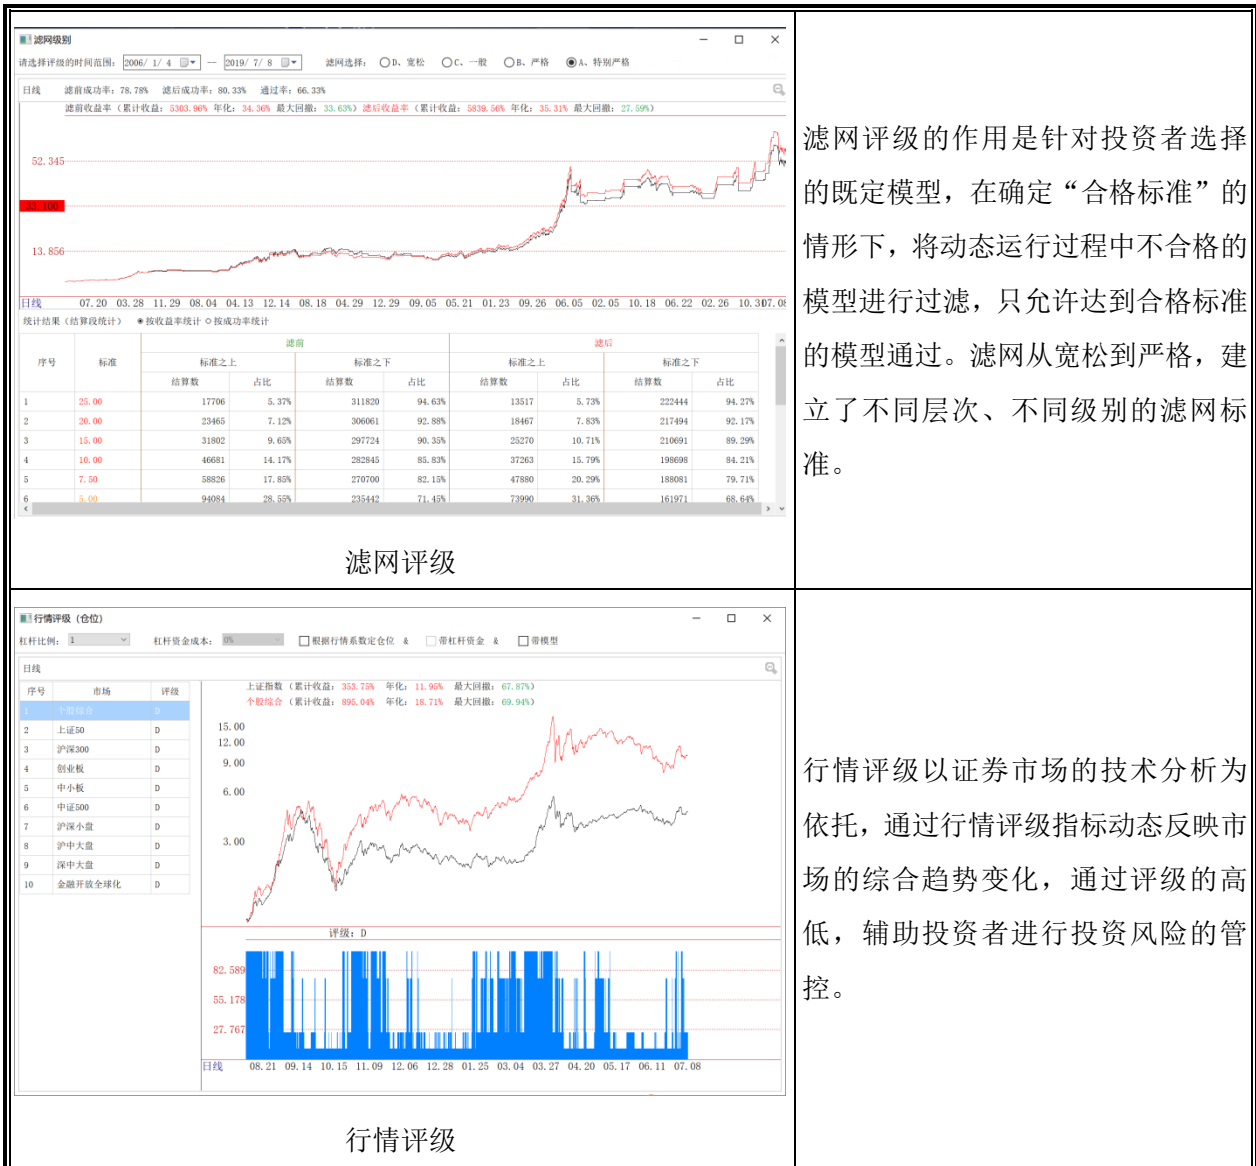 滤网级别
请选择评级的时间范围: 2006/ 1/ 4 — 2019/ 7/ 8 滤网选择: D、宽松 C、一般 B、严格 A、特别严格
日线 滤前成功率: 78.78% 滤后成功率: 80.33% 通过率: 66.33%
滤前收益率 (累计收益: 5303.96% 年化: 34.36% 最大回撤: 33.63%) 滤后收益率 (累计收益: 5839.56% 年化: 35.31% 最大回撤: 27.59%)
52.345
33.100
13.856
日线 07.20 03.28 11.29 08.04 04.13 12.14 08.18 04.29 12.29 09.05 05.21 01.23 09.26 06.05 02.05 10.18 06.22 02.26 10.3 07.08
统计结果 (结算段统计) 按收益率统计 按成功率统计
滤前 滤后
序号 标准 标准之上 标准之下 标准之上 标准之下
结算数 占比 结算数 占比 结算数 占比 结算数 占比
1 25.00 17706 5.37% 311820 94.63% 13517 5.73% 222444 94.27%
2 20.00 23465 7.12% 306061 92.88% 18467 7.83% 217494 92.17%
3 15.00 31802 9.65% 297724 90.35% 25270 10.71% 210691 89.29%
4 10.00 46681 14.17% 282845 85.83% 37263 15.79% 198698 84.21%
5 7.50 58826 17.85% 270700 82.15% 47880 20.29% 188081 79.71%
6 5.00 94084 28.55% 235442 71.45% 73990 31.36% 161971 68.64%
滤网评级
滤网评级的作用是针对投资者选择
的既定模型，在确定“合格标准”的
情形下，将动态运行过程中不合格的
模型进行过滤，只允许达到合格标准
的模型通过。滤网从宽松到严格，建
立了不同层次、不同级别的滤网标
准。
行情评级 (仓位)
杠杆比例: 1 杠杆资金成本: 0% 根据行情系数定仓位 & 带杠杆资金 & 带模型
日线
序号 市场 评级
1 个股综合 D
2 上证50 D
3 沪深300 D
4 创业板 D
5 中小板 D
6 中证500 D
7 沪深小盘 D
8 沪中大盘 D
9 深中大盘 D
10 金融开放全球化 D
上证指数 (累计收益: 353.75% 年化: 11.95% 最大回撤: 67.87%)
个股综合 (累计收益: 895.04% 年化: 18.71% 最大回撤: 69.94%)
15.00
12.00
9.00
6.00
3.00
评级: D
82.589
55.178
27.767
日线 08.21 09.14 10.15 11.09 12.06 12.28 01.25 03.04 03.27 04.20 05.17 06.11 07.08
行情评级
行情评级以证券市场的技术分析为
依托，通过行情评级指标动态反映市
场的综合趋势变化，通过评级的高
低，辅助投资者进行投资风险的管
控。